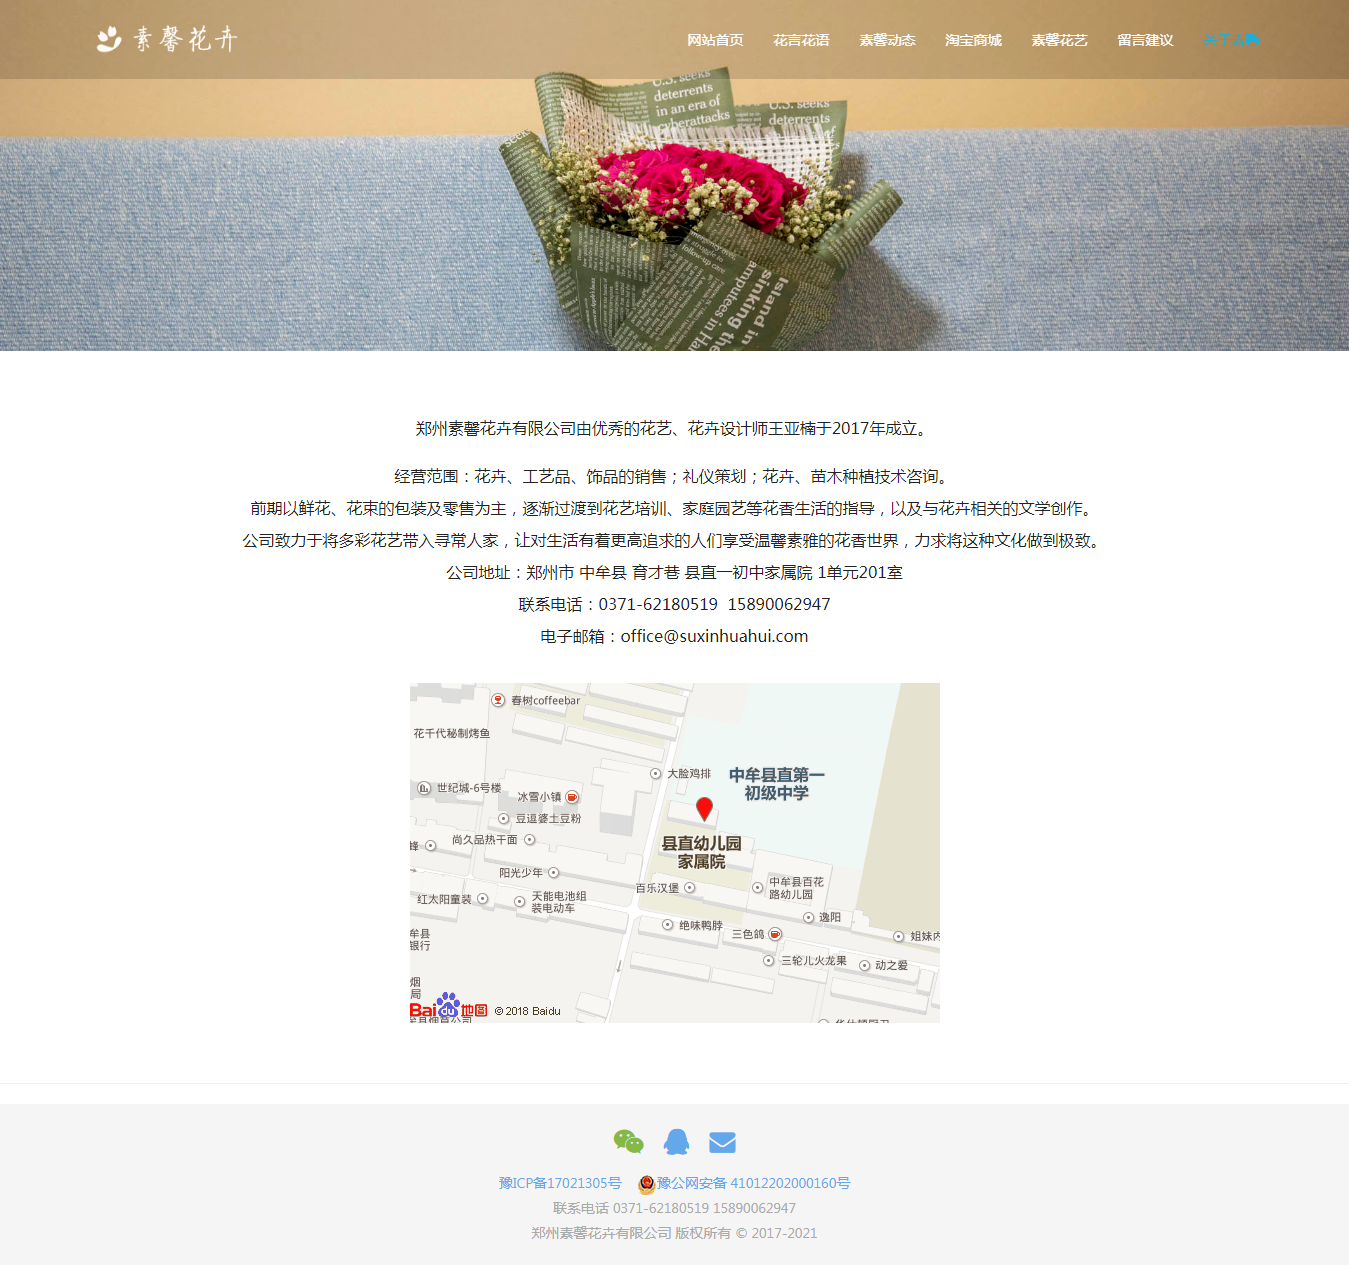 素馨花卉
网站首页 花言花语 素馨动态 淘宝商城 素馨花艺 留言建议 关于素馨
U.S. seeks
deterrents
in an era of
cyberattacks
U.S. seeks
deterrents
Island in
sinking the
amputees in H
郑州素馨花卉有限公司由优秀的花艺、花卉设计师王亚楠于2017年成立。
经营范围：花卉、工艺品、饰品的销售；礼仪策划；花卉、苗木种植技术咨询。
前期以鲜花、花束的包装及零售为主，逐渐过渡到花艺培训、家庭园艺等花香生活的指导，以及与花卉相关的文学创作。
公司致力于将多彩花艺带入寻常人家，让对生活有着更高追求的人们享受温馨素雅的花香世界，力求将这种文化做到极致。
公司地址：郑州市 中牟县 育才巷 县直一初中家属院 1单元201室
联系电话：0371-62180519 15890062947
电子邮箱：office@suxinhuahui.com
春树coffeebar
花千代秘制烤鱼
大脸鸡排
中牟县直第一
初级中学
世纪城-6号楼
冰雪小镇
豆逗婆土豆粉
尚久品热干面
蜂
县直幼儿园
家属院
阳光少年
百乐汉堡
中牟县百花
路幼儿园
红太阳童装
天能电池组
装电动车
逸阳
绝味鸭脖
三色鸽
姐妹内
牟县
银行
三轮儿火龙果
动之爱
烟
局
Bai du 地图 © 2018 Baidu
豫ICP备17021305号 豫公网安备 41012202000160号
联系电话 0371-62180519 15890062947
郑州素馨花卉有限公司 版权所有 © 2017-2021